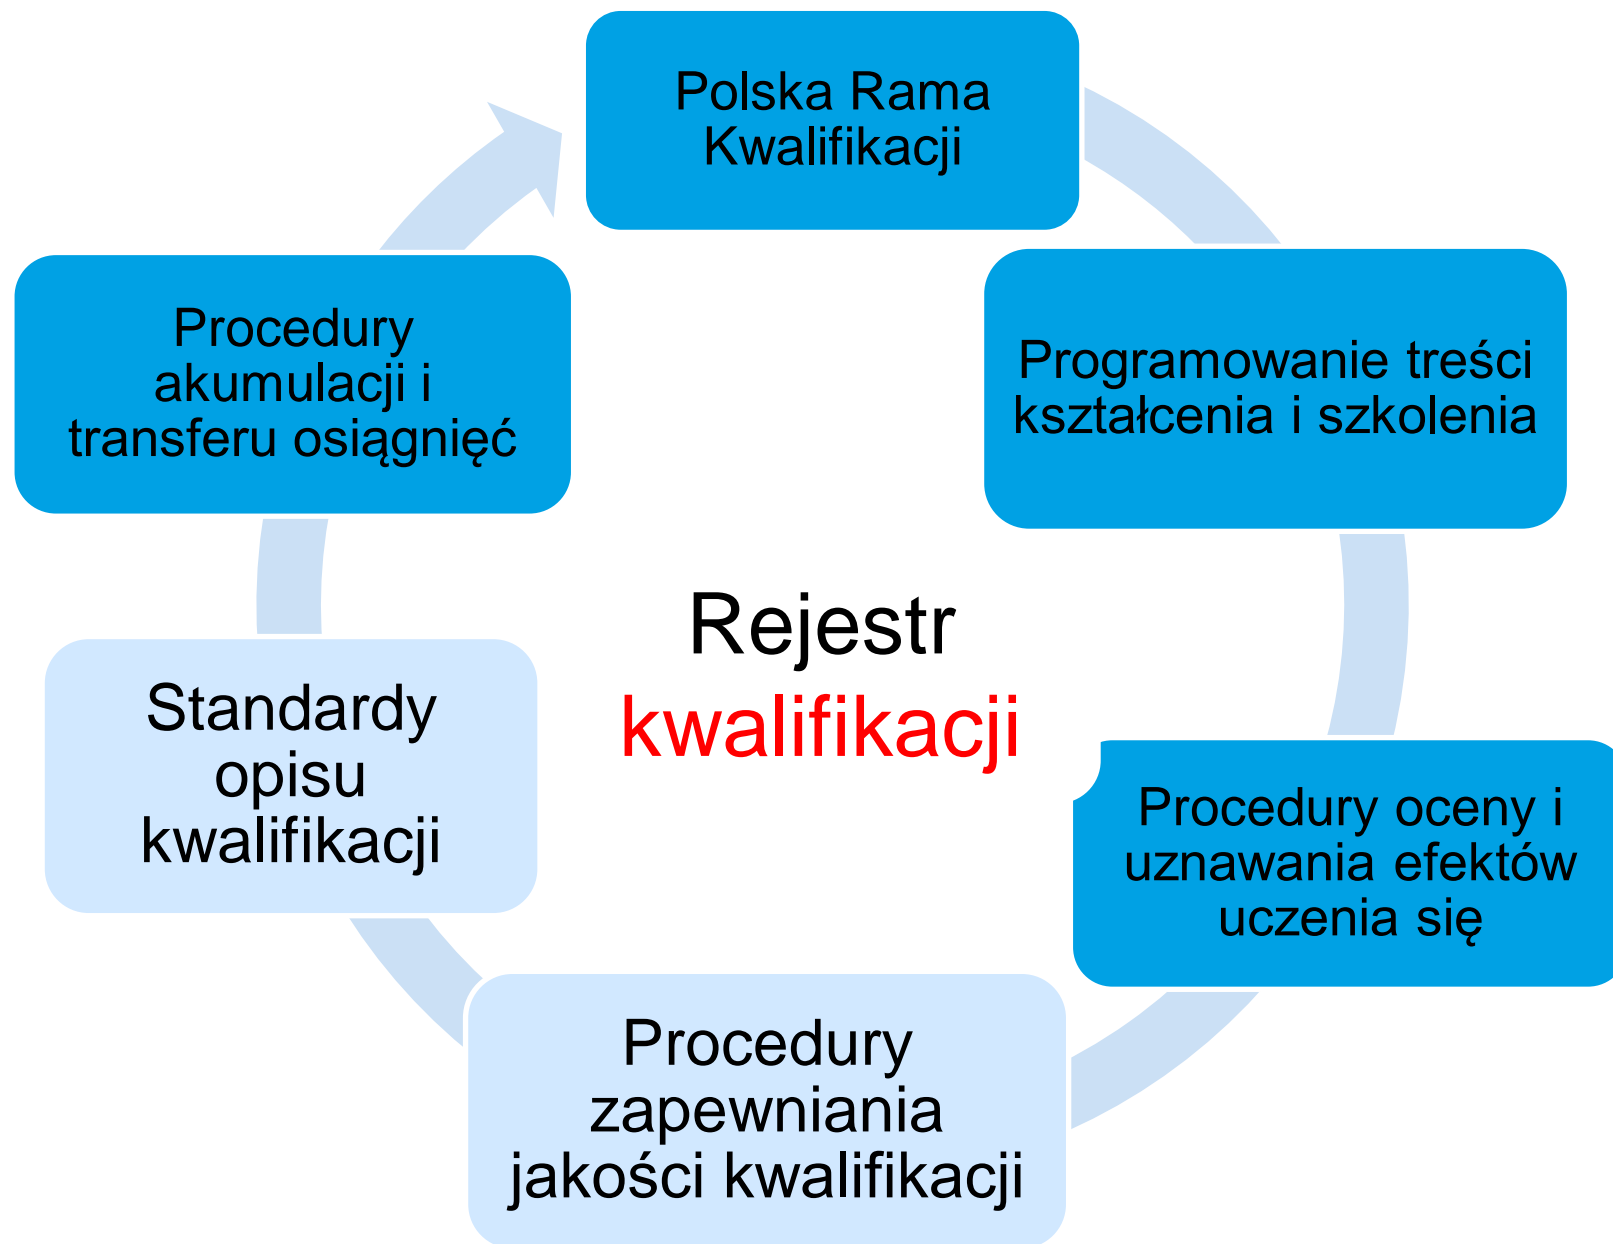 Polska Rama
Kwalifikacji
Programowanie treści
kształcenia i szkolenia
Procedury oceny i
uznawania efektów
uczenia się
Procedury
zapewniania
jakości kwalifikacji
Standardy
opisu
kwalifikacji
Procedury
akumulacji i
transferu osiągnięć
Rejestr
kwalifikacji